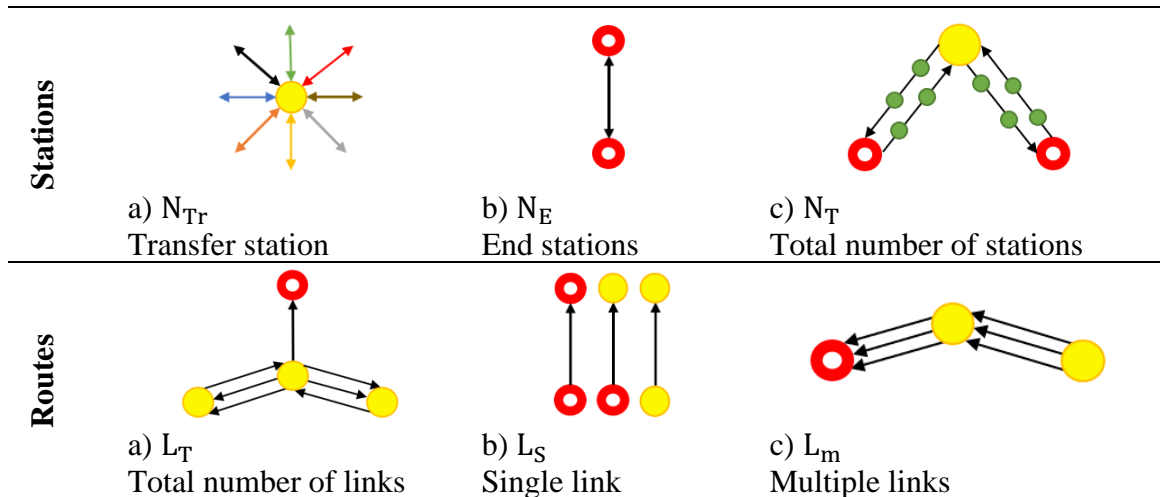 Stations
a) N_Tr
Transfer station
b) N_E
End stations
c) N_T
Total number of stations
Routes
a) L_T
Total number of links
b) L_S
Single link
c) L_m
Multiple links